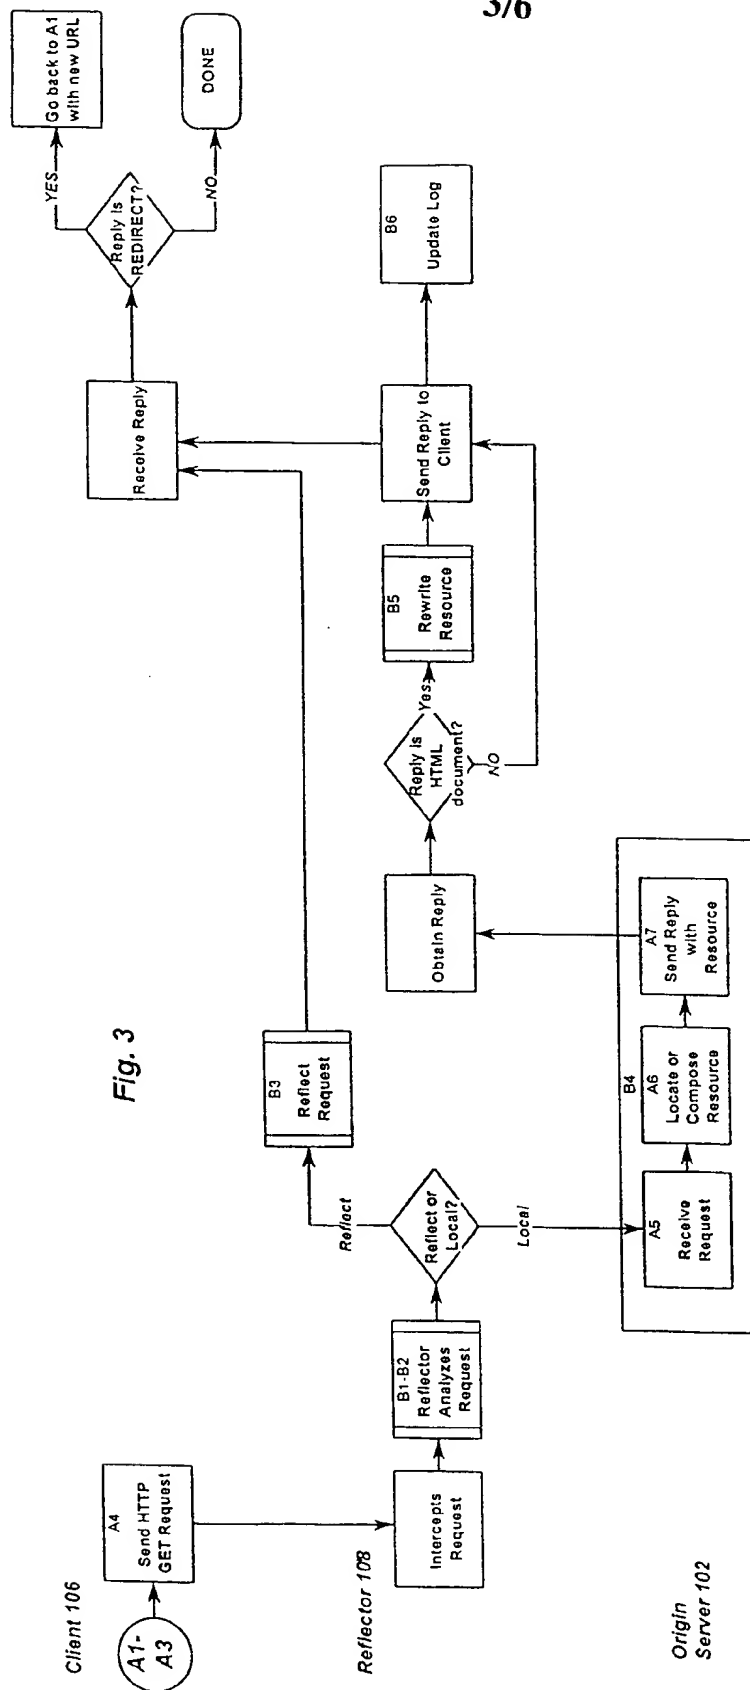 3/6
Fig. 3
Client 106
A1-
A3
A4
Send HTTP
GET Request
Receive Reply
Reply Is
REDIRECT?
YES
Go back to A1
with new URL
NO
DONE
Reflector 108
Intercepts
Request
B1-B2
Reflector
Analyzes
Request
Reflect or
Local?
Reflect
B3
Reflect
Request
Local
Obtain Reply
Reply Is
HTML
document?
Yes
NO
B5
Rewrite
Resource
Send Reply to
Client
B6
Update Log
Origin
Server 102
B4
A5
Receive
Request
A6
Locate or
Compose
Resource
A7
Send Reply
with
Resource